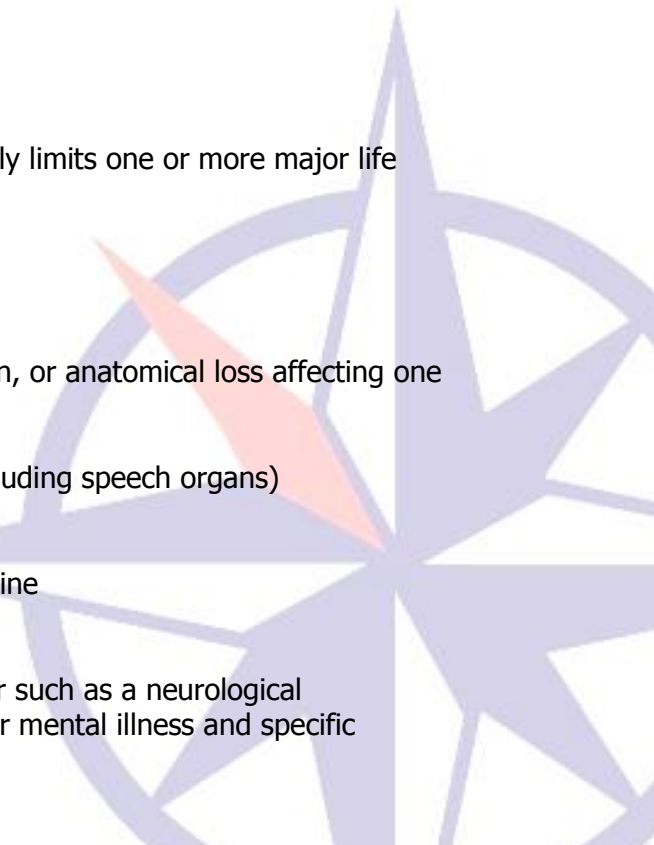 ly limits one or more major life
n, or anatomical loss affecting one
uding speech organs)
ine
r such as a neurological
r mental illness and specific